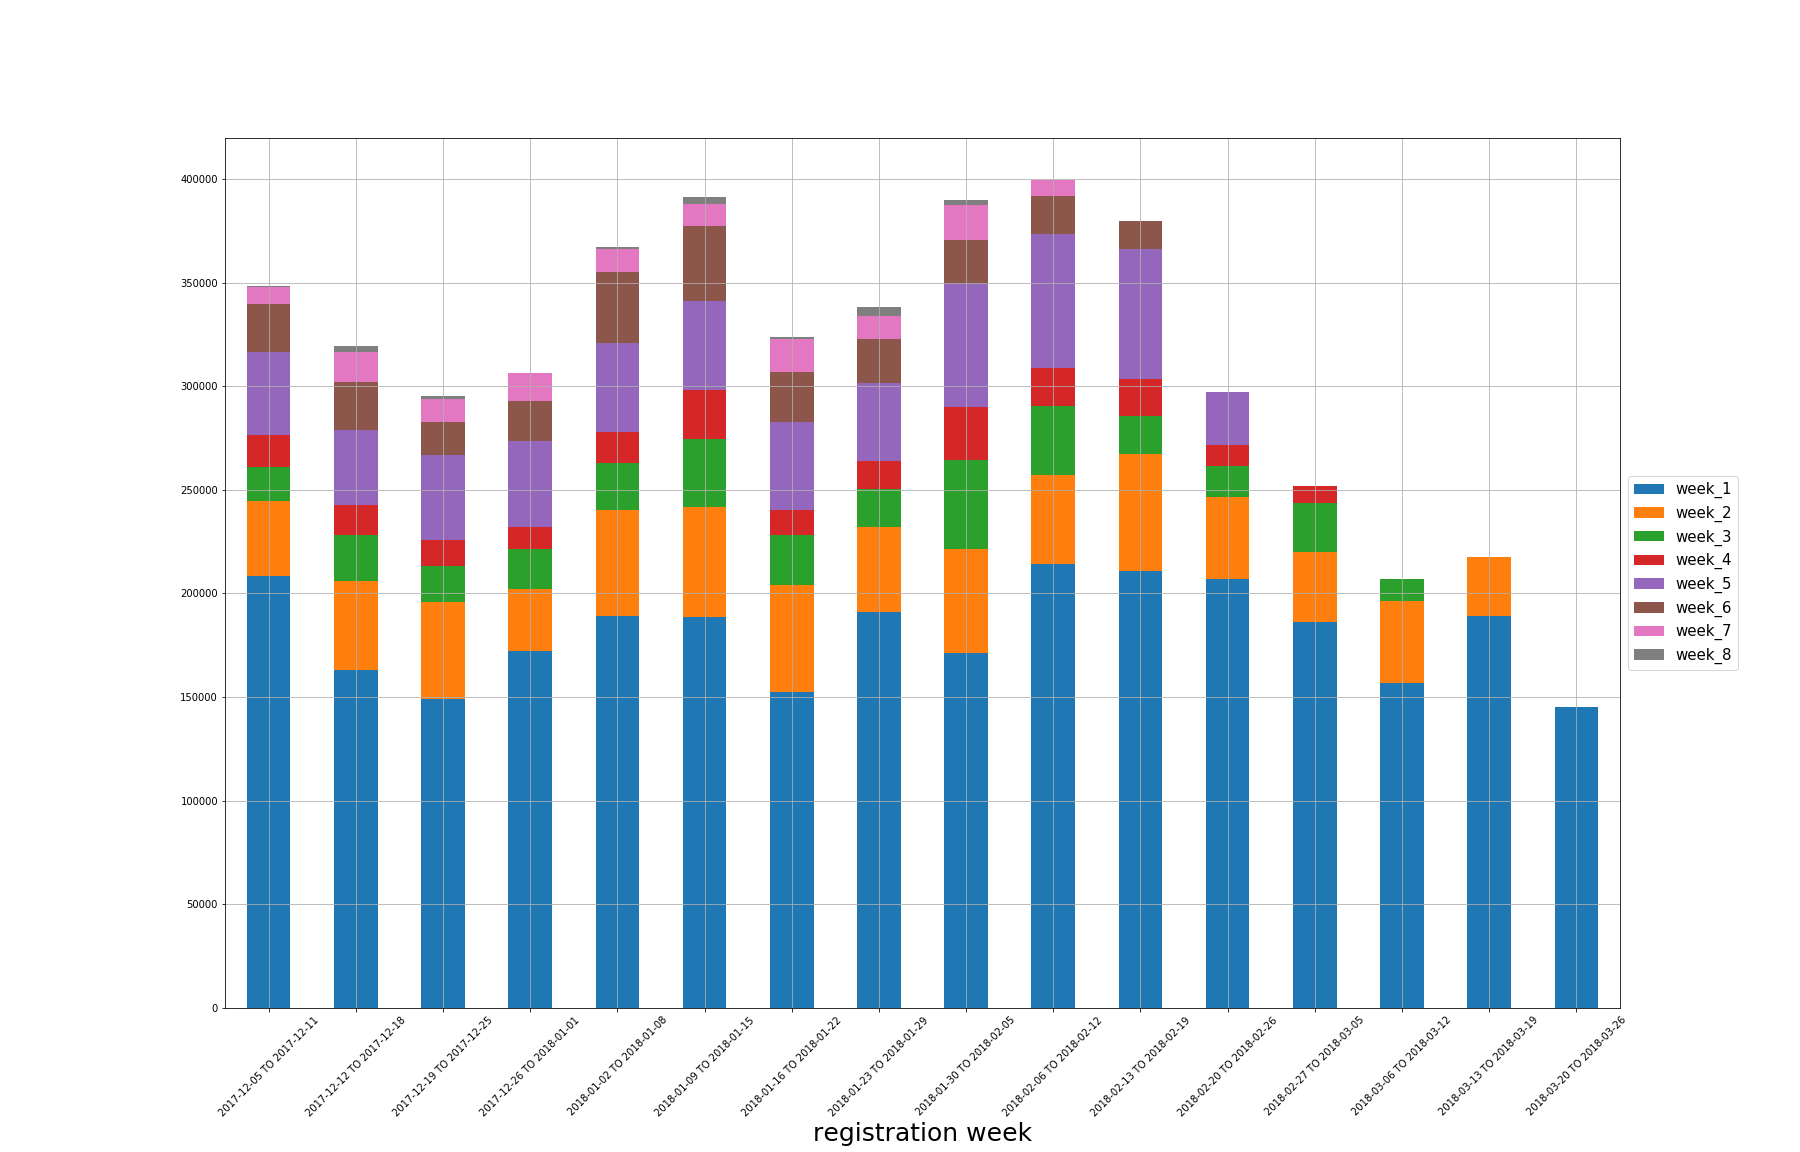 400000
350000
300000
250000
200000
150000
100000
50000
0
week_1
week_2
week_3
week_4
week_5
week_6
week_7
week_8
2017-12-05 TO 2017-12-11
2017-12-12 TO 2017-12-18
2017-12-19 TO 2017-12-25
2017-12-26 TO 2018-01-01
2018-01-02 TO 2018-01-08
2018-01-09 TO 2018-01-15
2018-01-16 TO 2018-01-22
2018-01-23 TO 2018-01-29
2018-01-30 TO 2018-02-05
2018-02-06 TO 2018-02-12
2018-02-13 TO 2018-02-19
2018-02-20 TO 2018-02-26
2018-02-27 TO 2018-03-05
2018-03-06 TO 2018-03-12
2018-03-13 TO 2018-03-19
2018-03-20 TO 2018-03-26
registration week